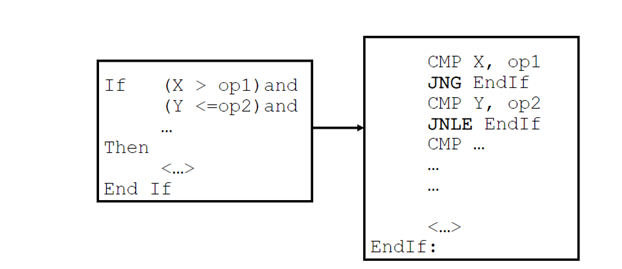 If (X > op1)and
(Y <=op2)and
…
Then
<…>
End If
CMP X, op1
JNG EndIf
CMP Y, op2
JNLE EndIf
CMP …
…
…
<…>
EndIf: